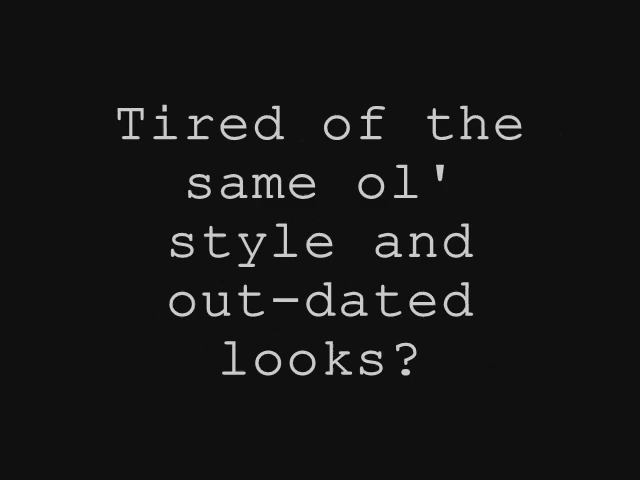 Tired of the
same ol'
style and
out-dated
looks?